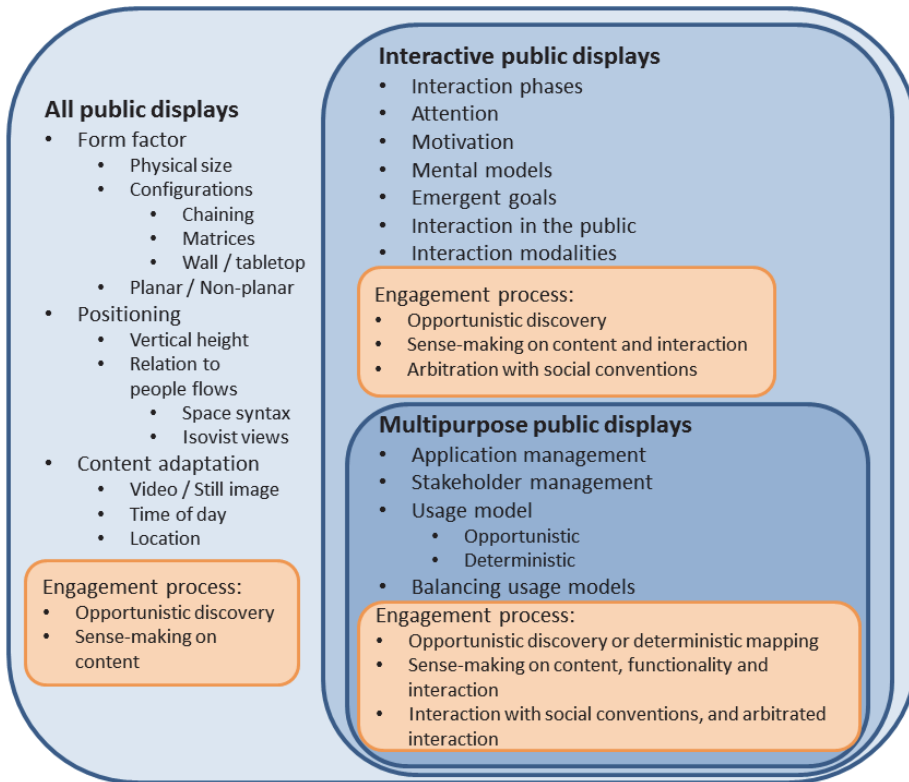 All public displays
• Form factor
• Physical size
• Configurations
• Chaining
• Matrices
• Wall / tabletop
• Planar / Non-planar
• Positioning
• Vertical height
• Relation to
people flows
• Space syntax
• Isovist views
• Content adaptation
• Video / Still image
• Time of day
• Location
Engagement process:
• Opportunistic discovery
• Sense-making on
content
Interactive public displays
• Interaction phases
• Attention
• Motivation
• Mental models
• Emergent goals
• Interaction in the public
• Interaction modalities
Engagement process:
• Opportunistic discovery
• Sense-making on content and interaction
• Arbitration with social conventions
Multipurpose public displays
• Application management
• Stakeholder management
• Usage model
• Opportunistic
• Deterministic
• Balancing usage models
Engagement process:
• Opportunistic discovery or deterministic mapping
• Sense-making on content, functionality and
interaction
• Interaction with social conventions, and arbitrated
interaction